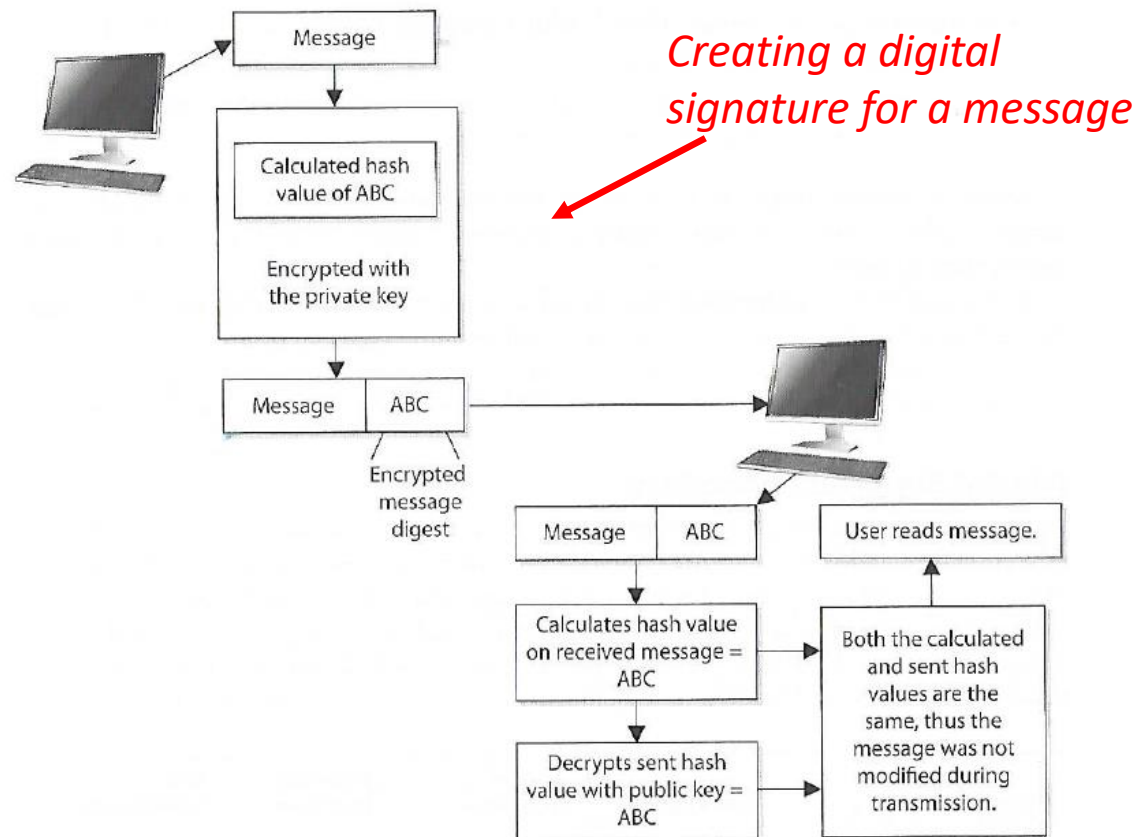 Message
Creating a digital
signature for a message
Calculated hash
value of ABC
Encrypted with
the private key
Message ABC
Encrypted
message
digest
Message ABC
User reads message.
Calculates hash value
on received message =
ABC
Both the calculated
and sent hash
values are the
same, thus the
message was not
modified during
transmission.
Decrypts sent hash
value with public key =
ABC